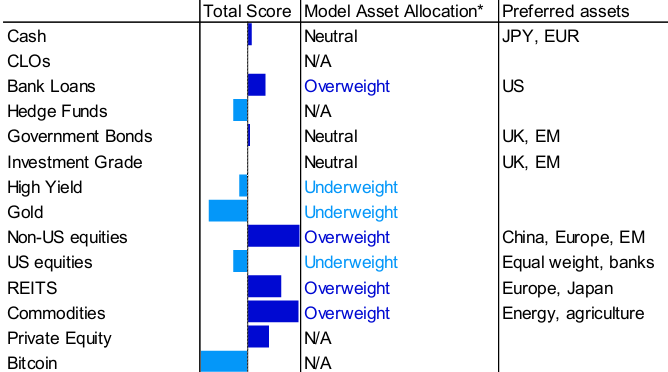 Total Score Model Asset Allocation* Preferred assets
Cash Neutral JPY, EUR
CLOs N/A
Bank Loans Overweight US
Hedge Funds N/A
Government Bonds Neutral UK, EM
Investment Grade Neutral UK, EM
High Yield Underweight
Gold Underweight
Non-US equities Overweight China, Europe, EM
US equities Underweight Equal weight, banks
REITS Overweight Europe, Japan
Commodities Overweight Energy, agriculture
Private Equity N/A
Bitcoin N/A